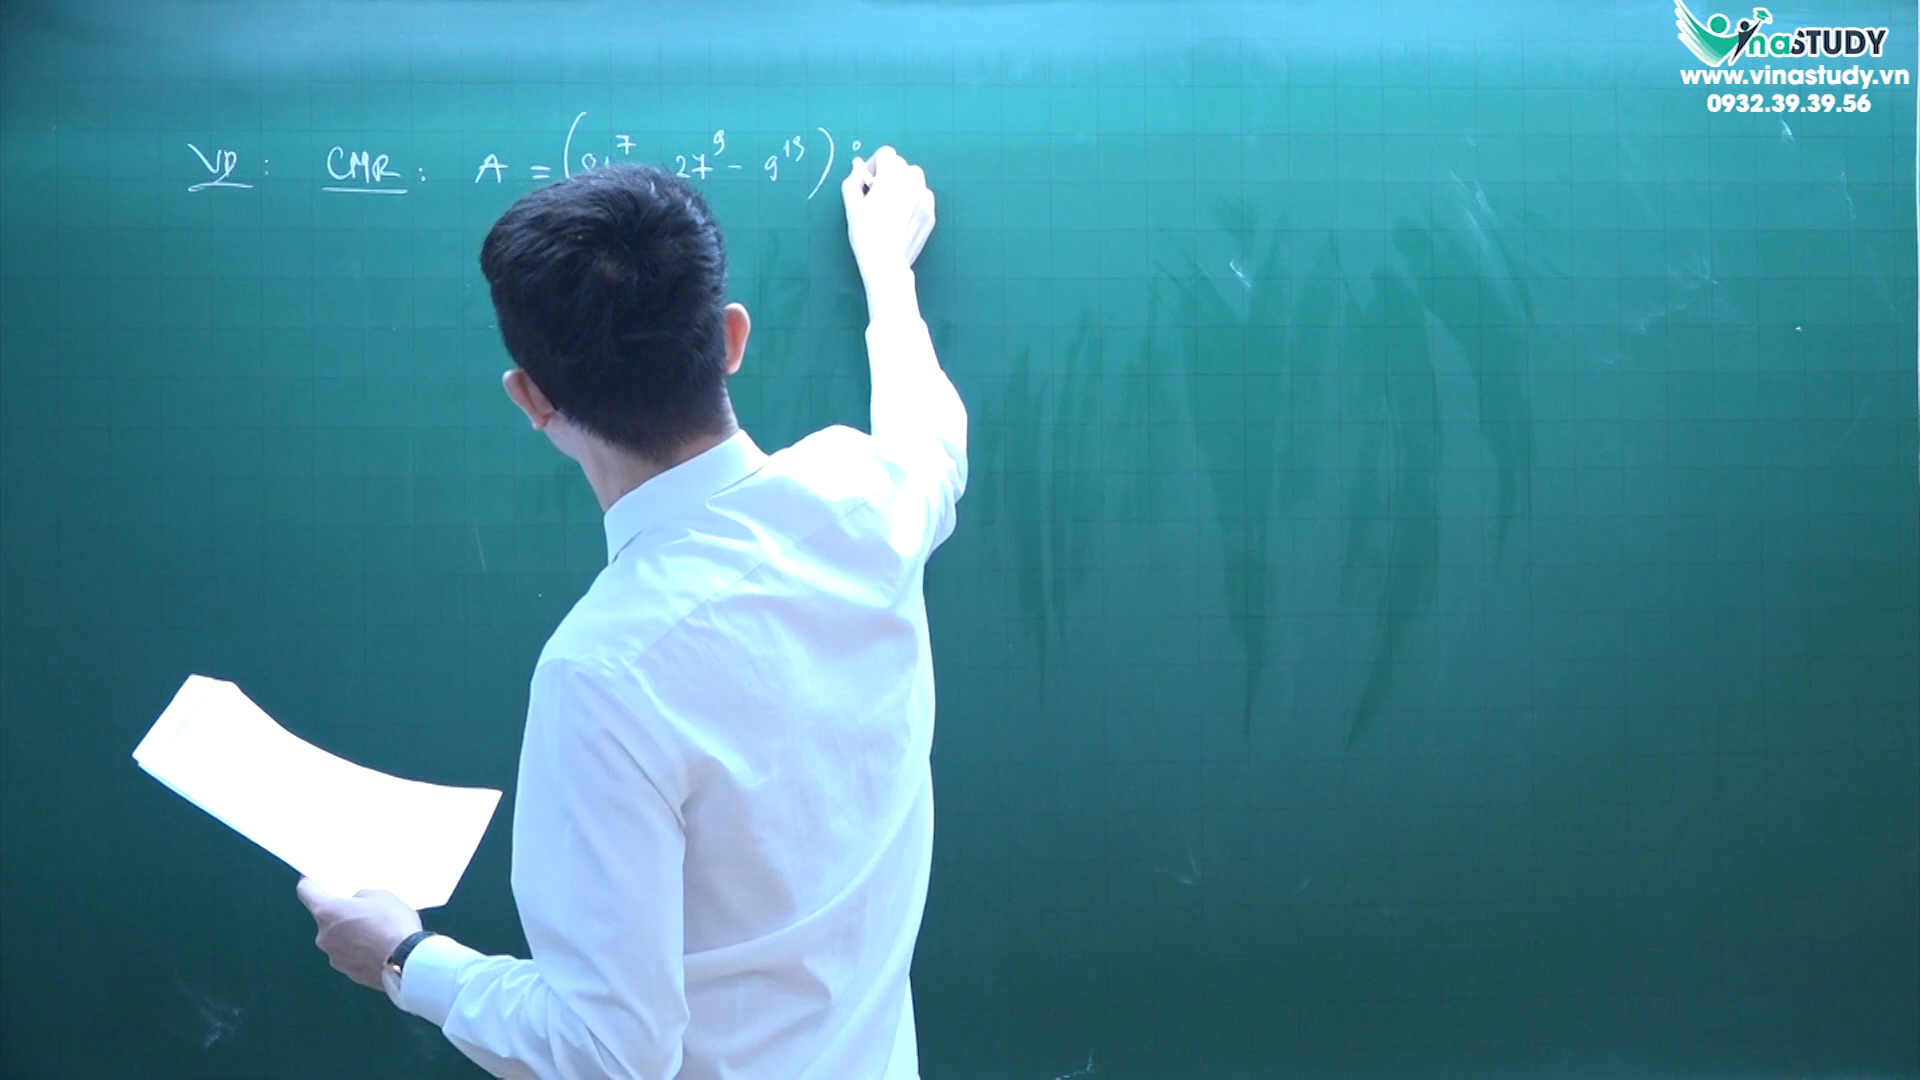 VinaSTUDY
www.vinastudy.vn
0932.39.39.56
VD: CMR: A = (81⁷ 27⁹ - 9¹³)